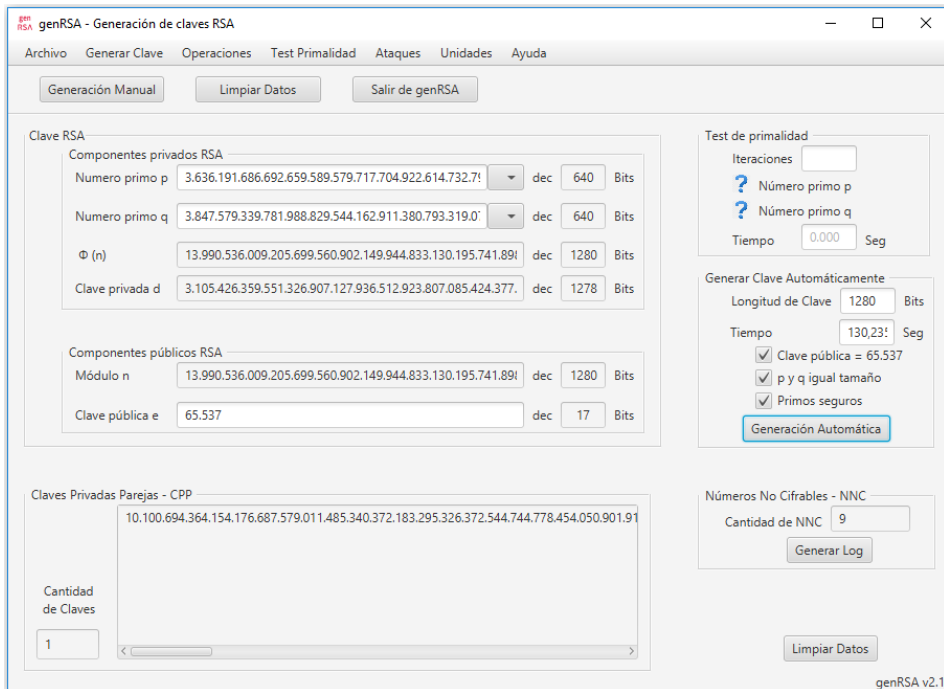 gen RSA genRSA - Generación de claves RSA
Archivo Generar Clave Operaciones Test Primalidad Ataques Unidades Ayuda
Generación Manual Limpiar Datos Salir de genRSA
Clave RSA
Componentes privados RSA
Numero primo p 3.636.191.686.692.659.589.579.717.704.922.614.732.79 dec 640 Bits
Numero primo q 3.847.579.339.781.988.829.544.162.911.380.793.319.07 dec 640 Bits
Φ (n) 13.990.536.009.205.699.560.902.149.944.833.130.195.741.898 dec 1280 Bits
Clave privada d 3.105.426.359.551.326.907.127.936.512.923.807.085.424.377. dec 1278 Bits
Componentes públicos RSA
Módulo n 13.990.536.009.205.699.560.902.149.944.833.130.195.741.898 dec 1280 Bits
Clave pública e 65.537 dec 17 Bits
Test de primalidad
Iteraciones
? Número primo p
? Número primo q
Tiempo 0.000 Seg
Generar Clave Automáticamente
Longitud de Clave 1280 Bits
Tiempo 130,235 Seg
Clave pública = 65.537
p y q igual tamaño
Primos seguros
Generación Automática
Claves Privadas Parejas - CPP
10.100.694.364.154.176.687.579.011.485.340.372.183.295.326.372.544.744.778.454.050.901.91
Cantidad
de Claves
1
Números No Cifrables - NNC
Cantidad de NNC 9
Generar Log
Limpiar Datos
genRSA v2.1